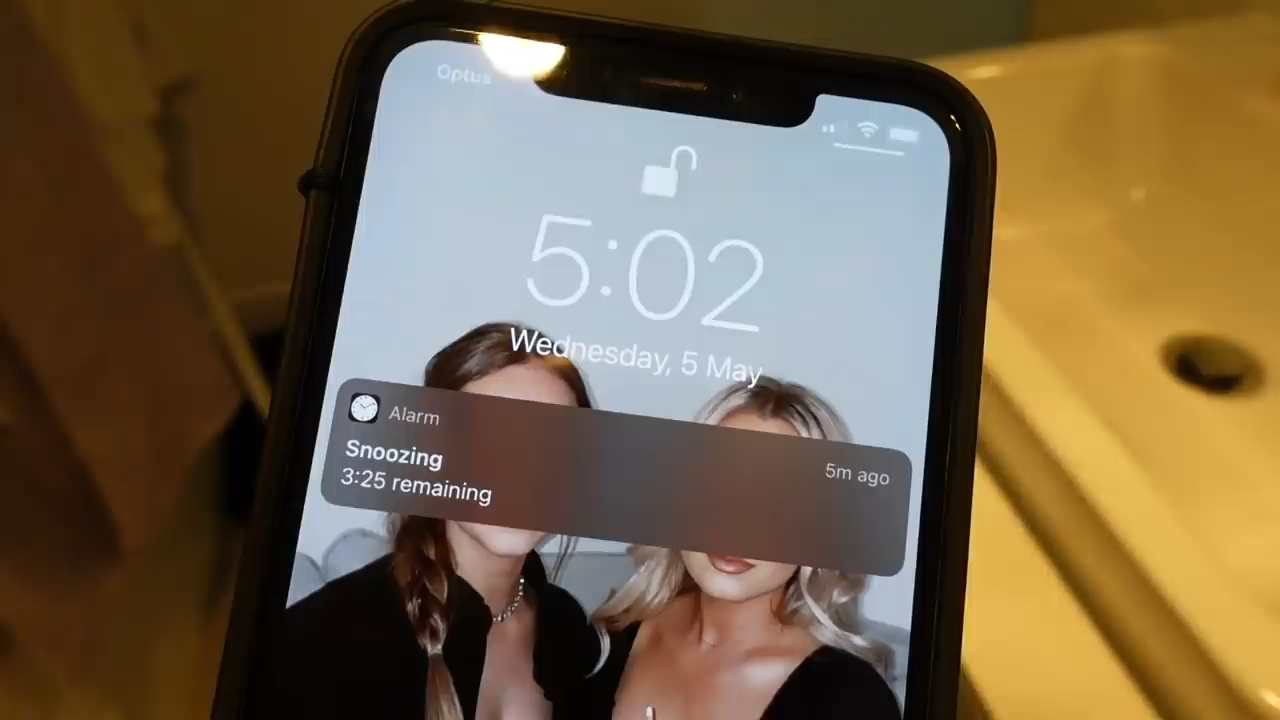 Optus
5:02
Wednesday, 5 May
Alarm
5m ago
Snoozing
3:25 remaining